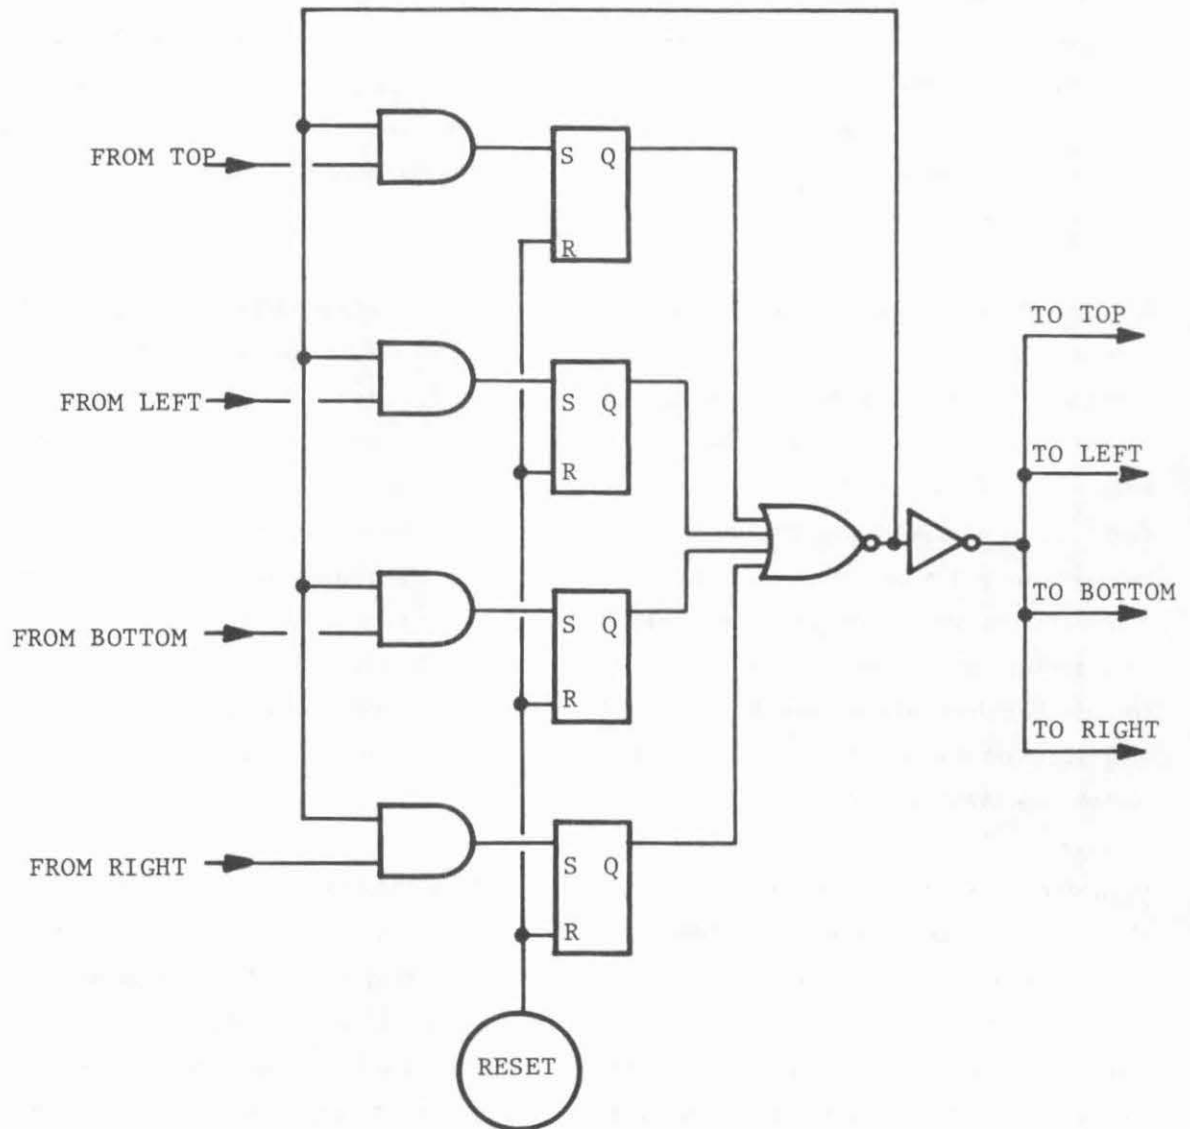 FROM TOP
S Q
R
TO TOP
FROM LEFT
S Q
R
TO LEFT
TO BOTTOM
FROM BOTTOM
S Q
R
TO RIGHT
FROM RIGHT
S Q
R
RESET